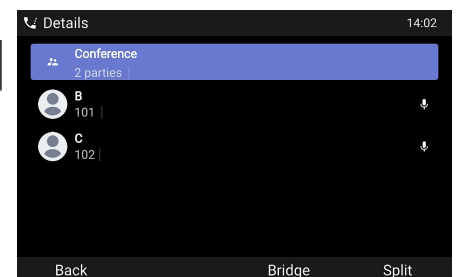 Details 14:02
Conference
2 parties
B
101
C
102
Back Bridge Split